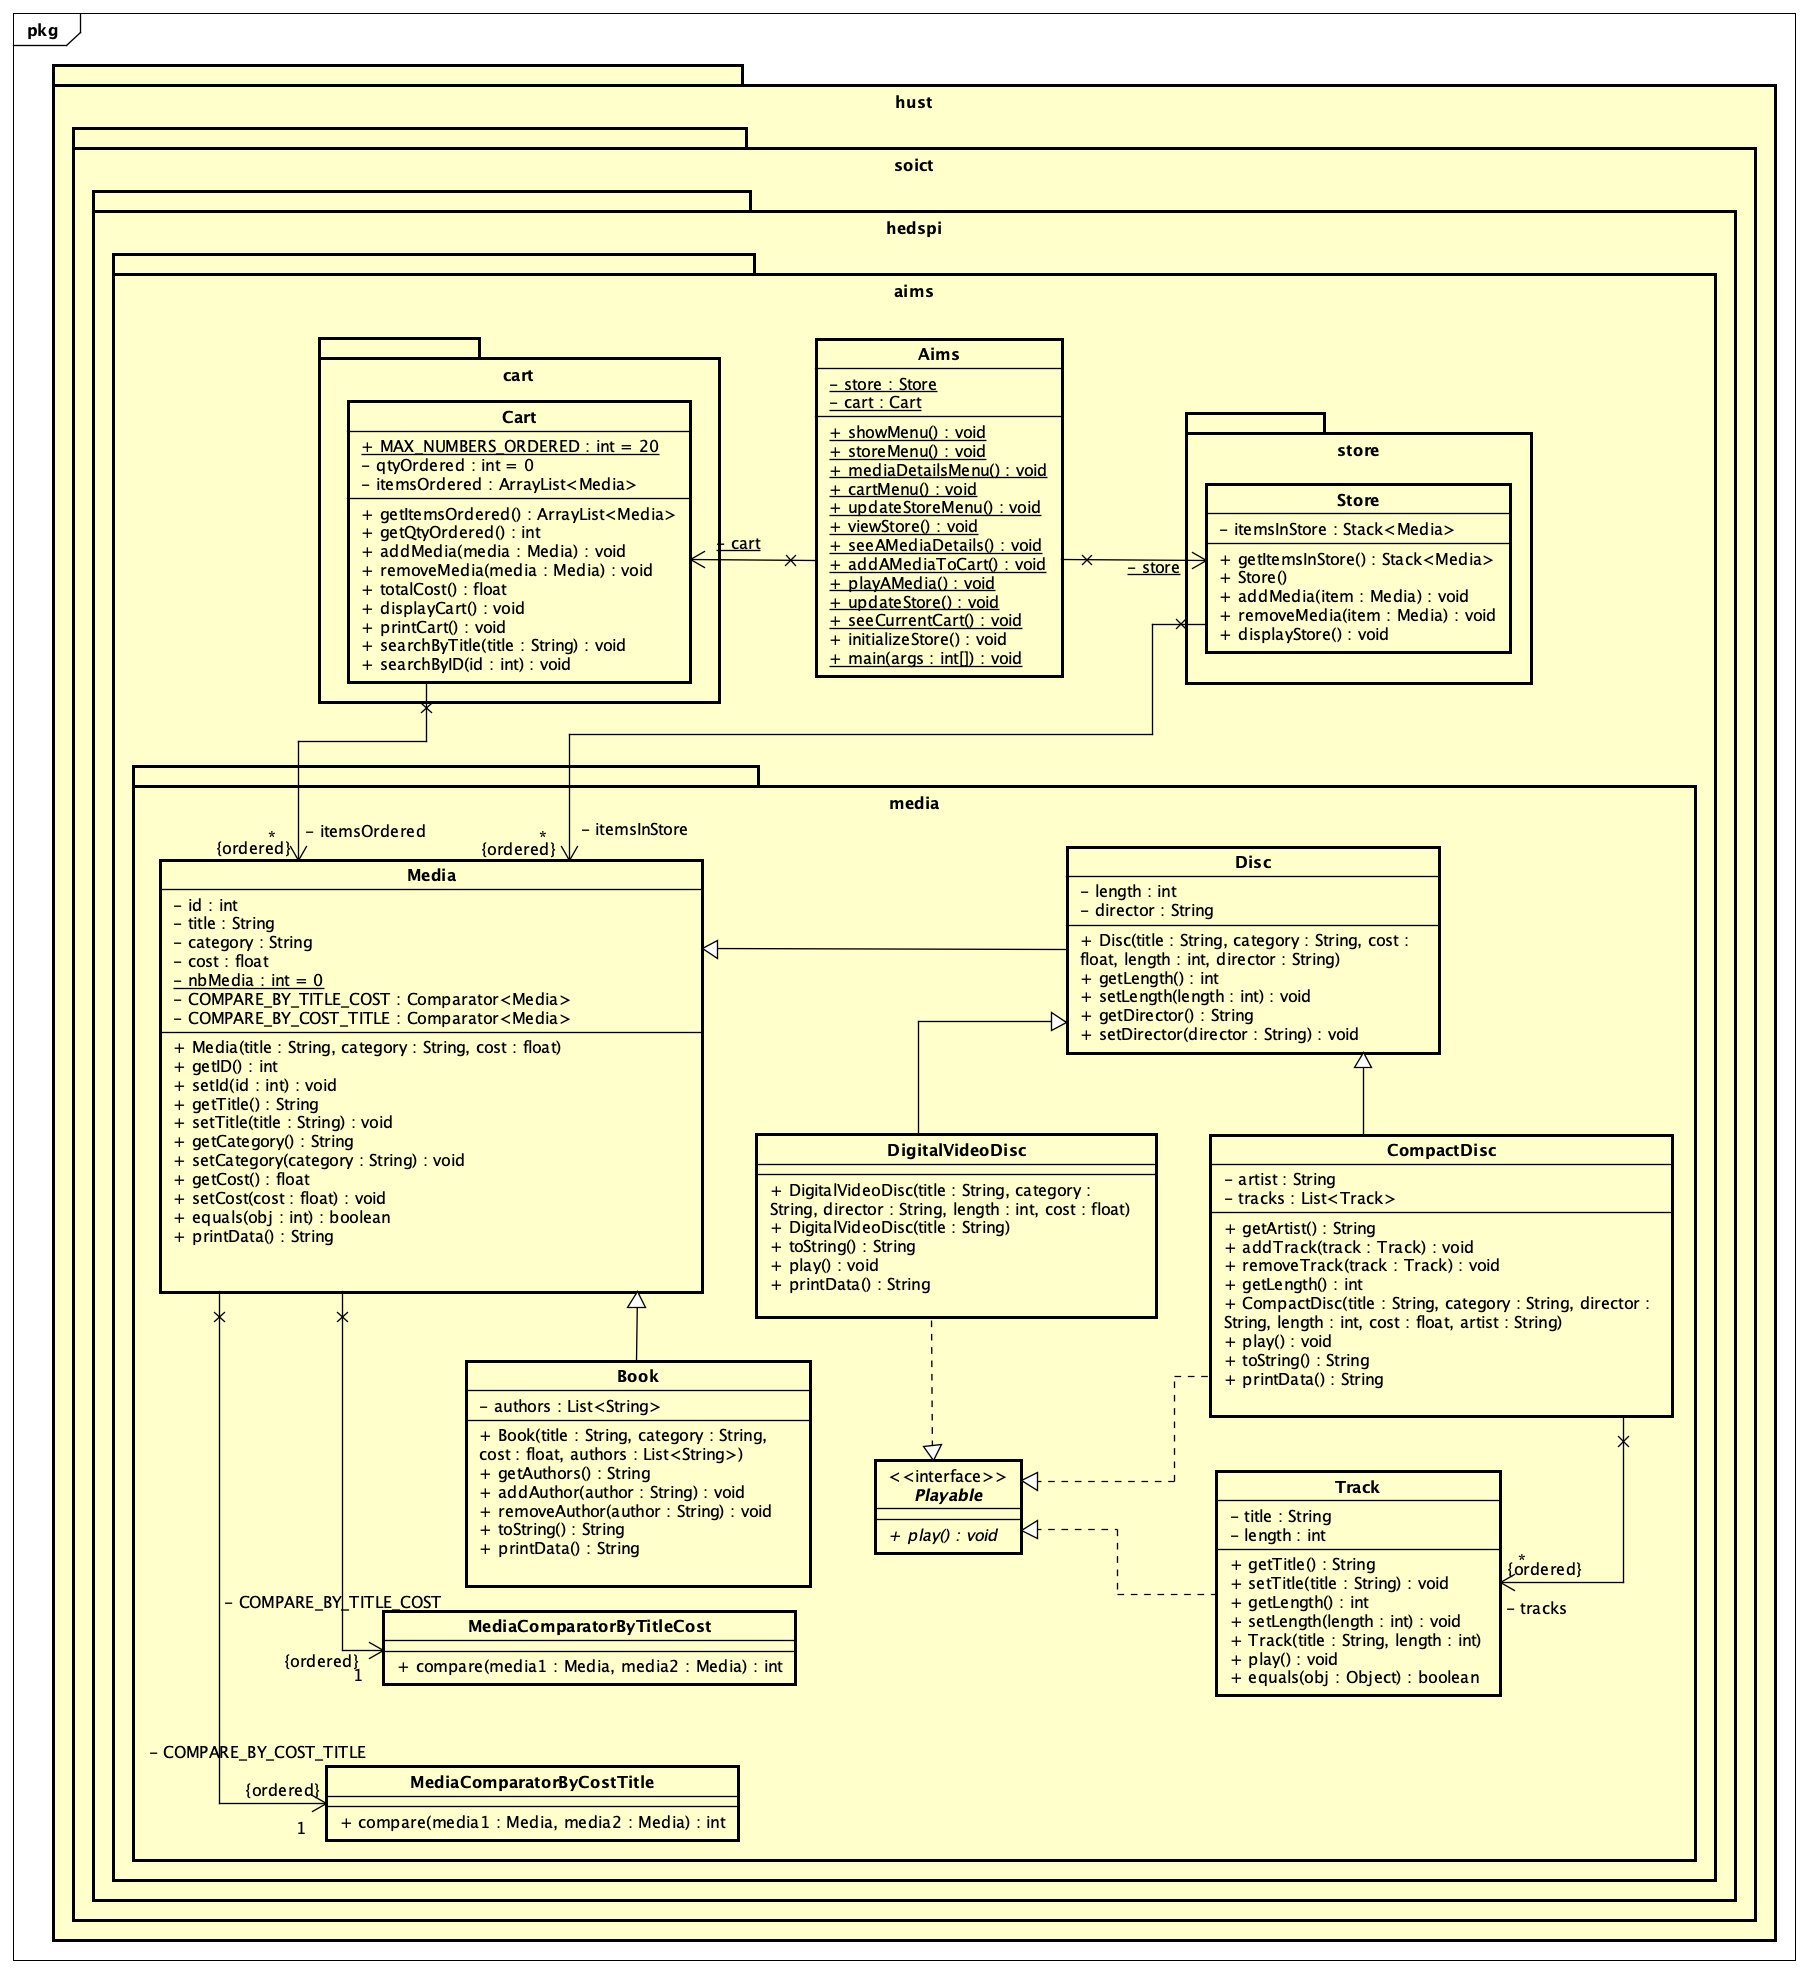 pkg
hust
soict
hedspi
aims
cart
Cart
+ MAX_NUMBERS_ORDERED : int = 20
- qtyOrdered : int = 0
- itemsOrdered : ArrayList<Media>
+ getItemsOrdered() : ArrayList<Media>
+ getQtyOrdered() : int
+ addMedia(media : Media) : void
+ removeMedia(media : Media) : void
+ totalCost() : float
+ displayCart() : void
+ printCart() : void
+ searchByTitle(title : String) : void
+ searchByID(id : int) : void
- cart
Aims
- store : Store
- cart : Cart
+ showMenu() : void
+ storeMenu() : void
+ mediaDetailsMenu() : void
+ cartMenu() : void
+ updateStoreMenu() : void
+ viewStore() : void
+ seeAMediaDetails() : void
+ addAMediaToCart() : void
+ playAMedia() : void
+ updateStore() : void
+ seeCurrentCart() : void
+ initializeStore() : void
+ main(args : int[]) : void
- store
store
Store
- itemsInStore : Stack<Media>
+ getItemsInStore() : Stack<Media>
+ Store()
+ addMedia(item : Media) : void
+ removeMedia(item : Media) : void
+ displayStore() : void
media
*
{ordered}
- itemsOrdered
*
{ordered}
- itemsInStore
Media
- id : int
- title : String
- category : String
- cost : float
- nbMedia : int = 0
- COMPARE_BY_TITLE_COST : Comparator<Media>
- COMPARE_BY_COST_TITLE : Comparator<Media>
+ Media(title : String, category : String, cost : float)
+ getID() : int
+ setId(id : int) : void
+ getTitle() : String
+ setTitle(title : String) : void
+ getCategory() : String
+ setCategory(category : String) : void
+ getCost() : float
+ setCost(cost : float) : void
+ equals(obj : int) : boolean
+ printData() : String
Disc
- length : int
- director : String
+ Disc(title : String, category : String, cost :
float, length : int, director : String)
+ getLength() : int
+ setLength(length : int) : void
+ getDirector() : String
+ setDirector(director : String) : void
DigitalVideoDisc
+ DigitalVideoDisc(title : String, category :
String, director : String, length : int, cost : float)
+ DigitalVideoDisc(title : String)
+ toString() : String
+ play() : void
+ printData() : String
CompactDisc
- artist : String
- tracks : List<Track>
+ getArtist() : String
+ addTrack(track : Track) : void
+ removeTrack(track : Track) : void
+ getLength() : int
+ CompactDisc(title : String, category : String, director :
String, length : int, cost : float, artist : String)
+ play() : void
+ toString() : String
+ printData() : String
Book
- authors : List<String>
+ Book(title : String, category : String,
cost : float, authors : List<String>)
+ getAuthors() : String
+ addAuthor(author : String) : void
+ removeAuthor(author : String) : void
+ toString() : String
+ printData() : String
<<interface>>
Playable
+ play() : void
Track
- title : String
- length : int
+ getTitle() : String
+ setTitle(title : String) : void
+ getLength() : int
+ setLength(length : int) : void
+ Track(title : String, length : int)
+ play() : void
+ equals(obj : Object) : boolean
*
{ordered}
- tracks
- COMPARE_BY_TITLE_COST
{ordered}
1
MediaComparatorByTitleCost
+ compare(media1 : Media, media2 : Media) : int
- COMPARE_BY_COST_TITLE
{ordered}
1
MediaComparatorByCostTitle
+ compare(media1 : Media, media2 : Media) : int